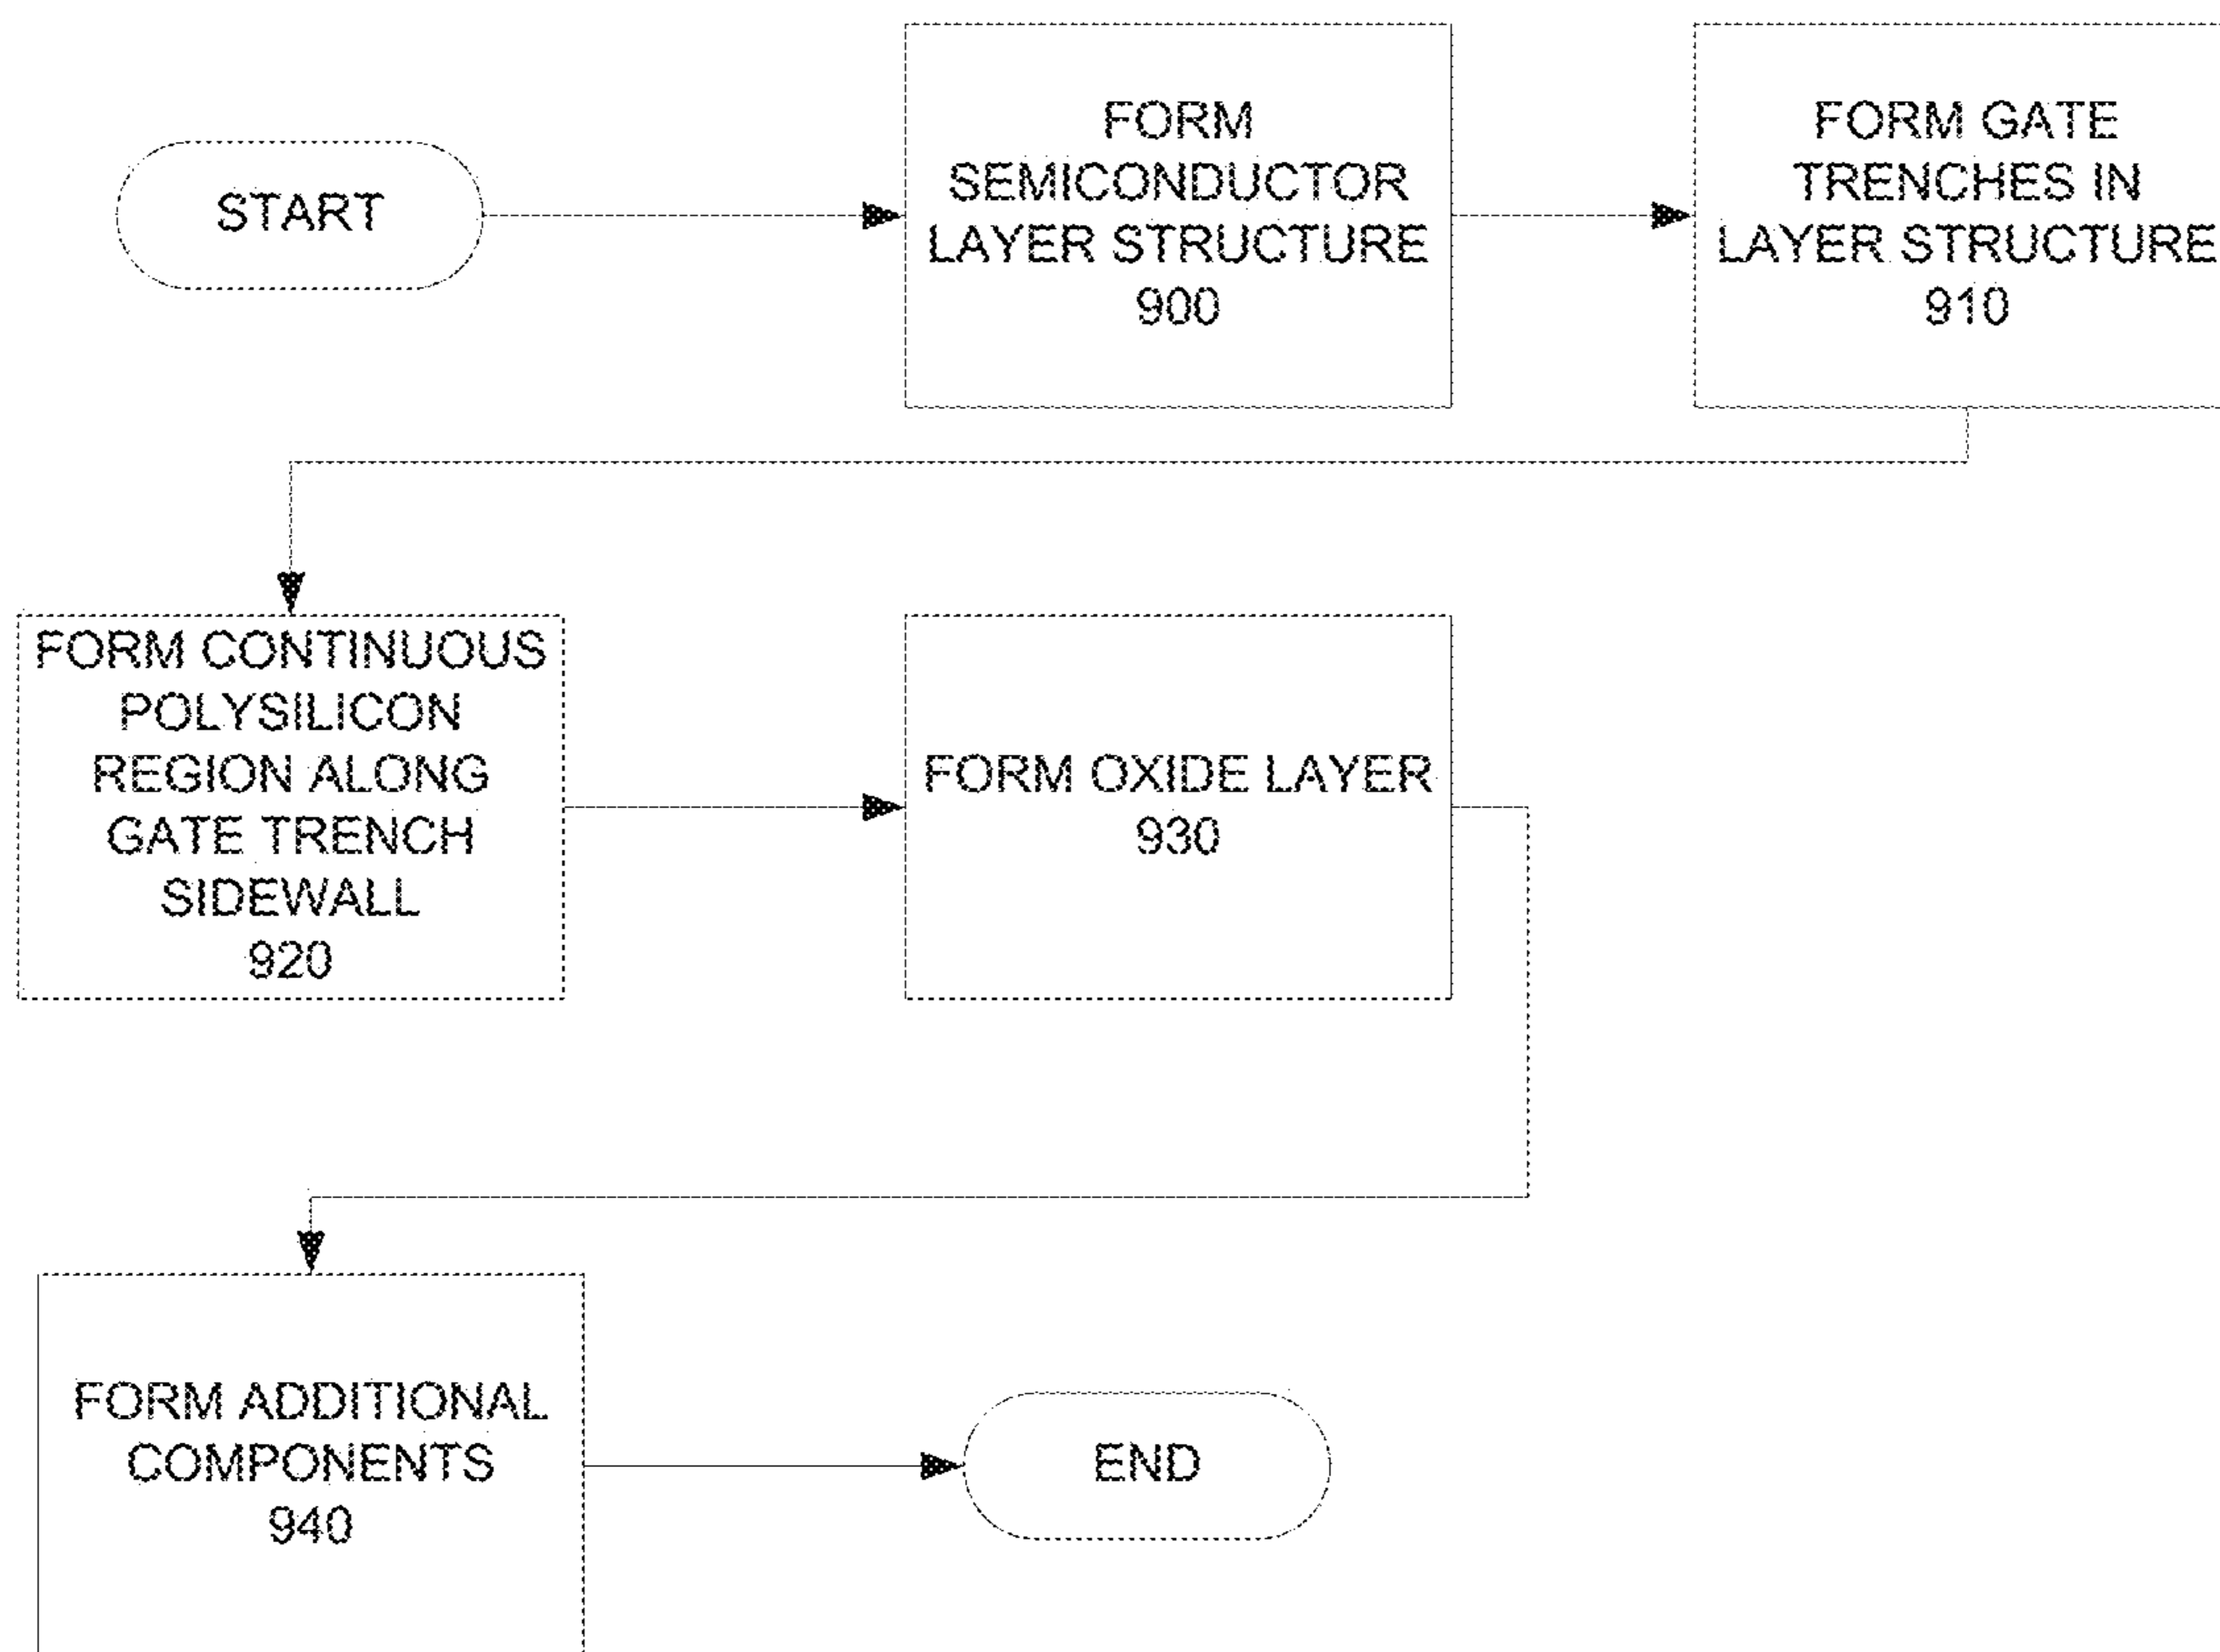 START
FORM
SEMICONDUCTOR
LAYER STRUCTURE
900
FORM GATE
TRENCHES IN
LAYER STRUCTURE
910
FORM CONTINUOUS
POLYSILICON
REGION ALONG
GATE TRENCH
SIDEWALL
920
FORM OXIDE LAYER
930
FORM ADDITIONAL
COMPONENTS
940
END